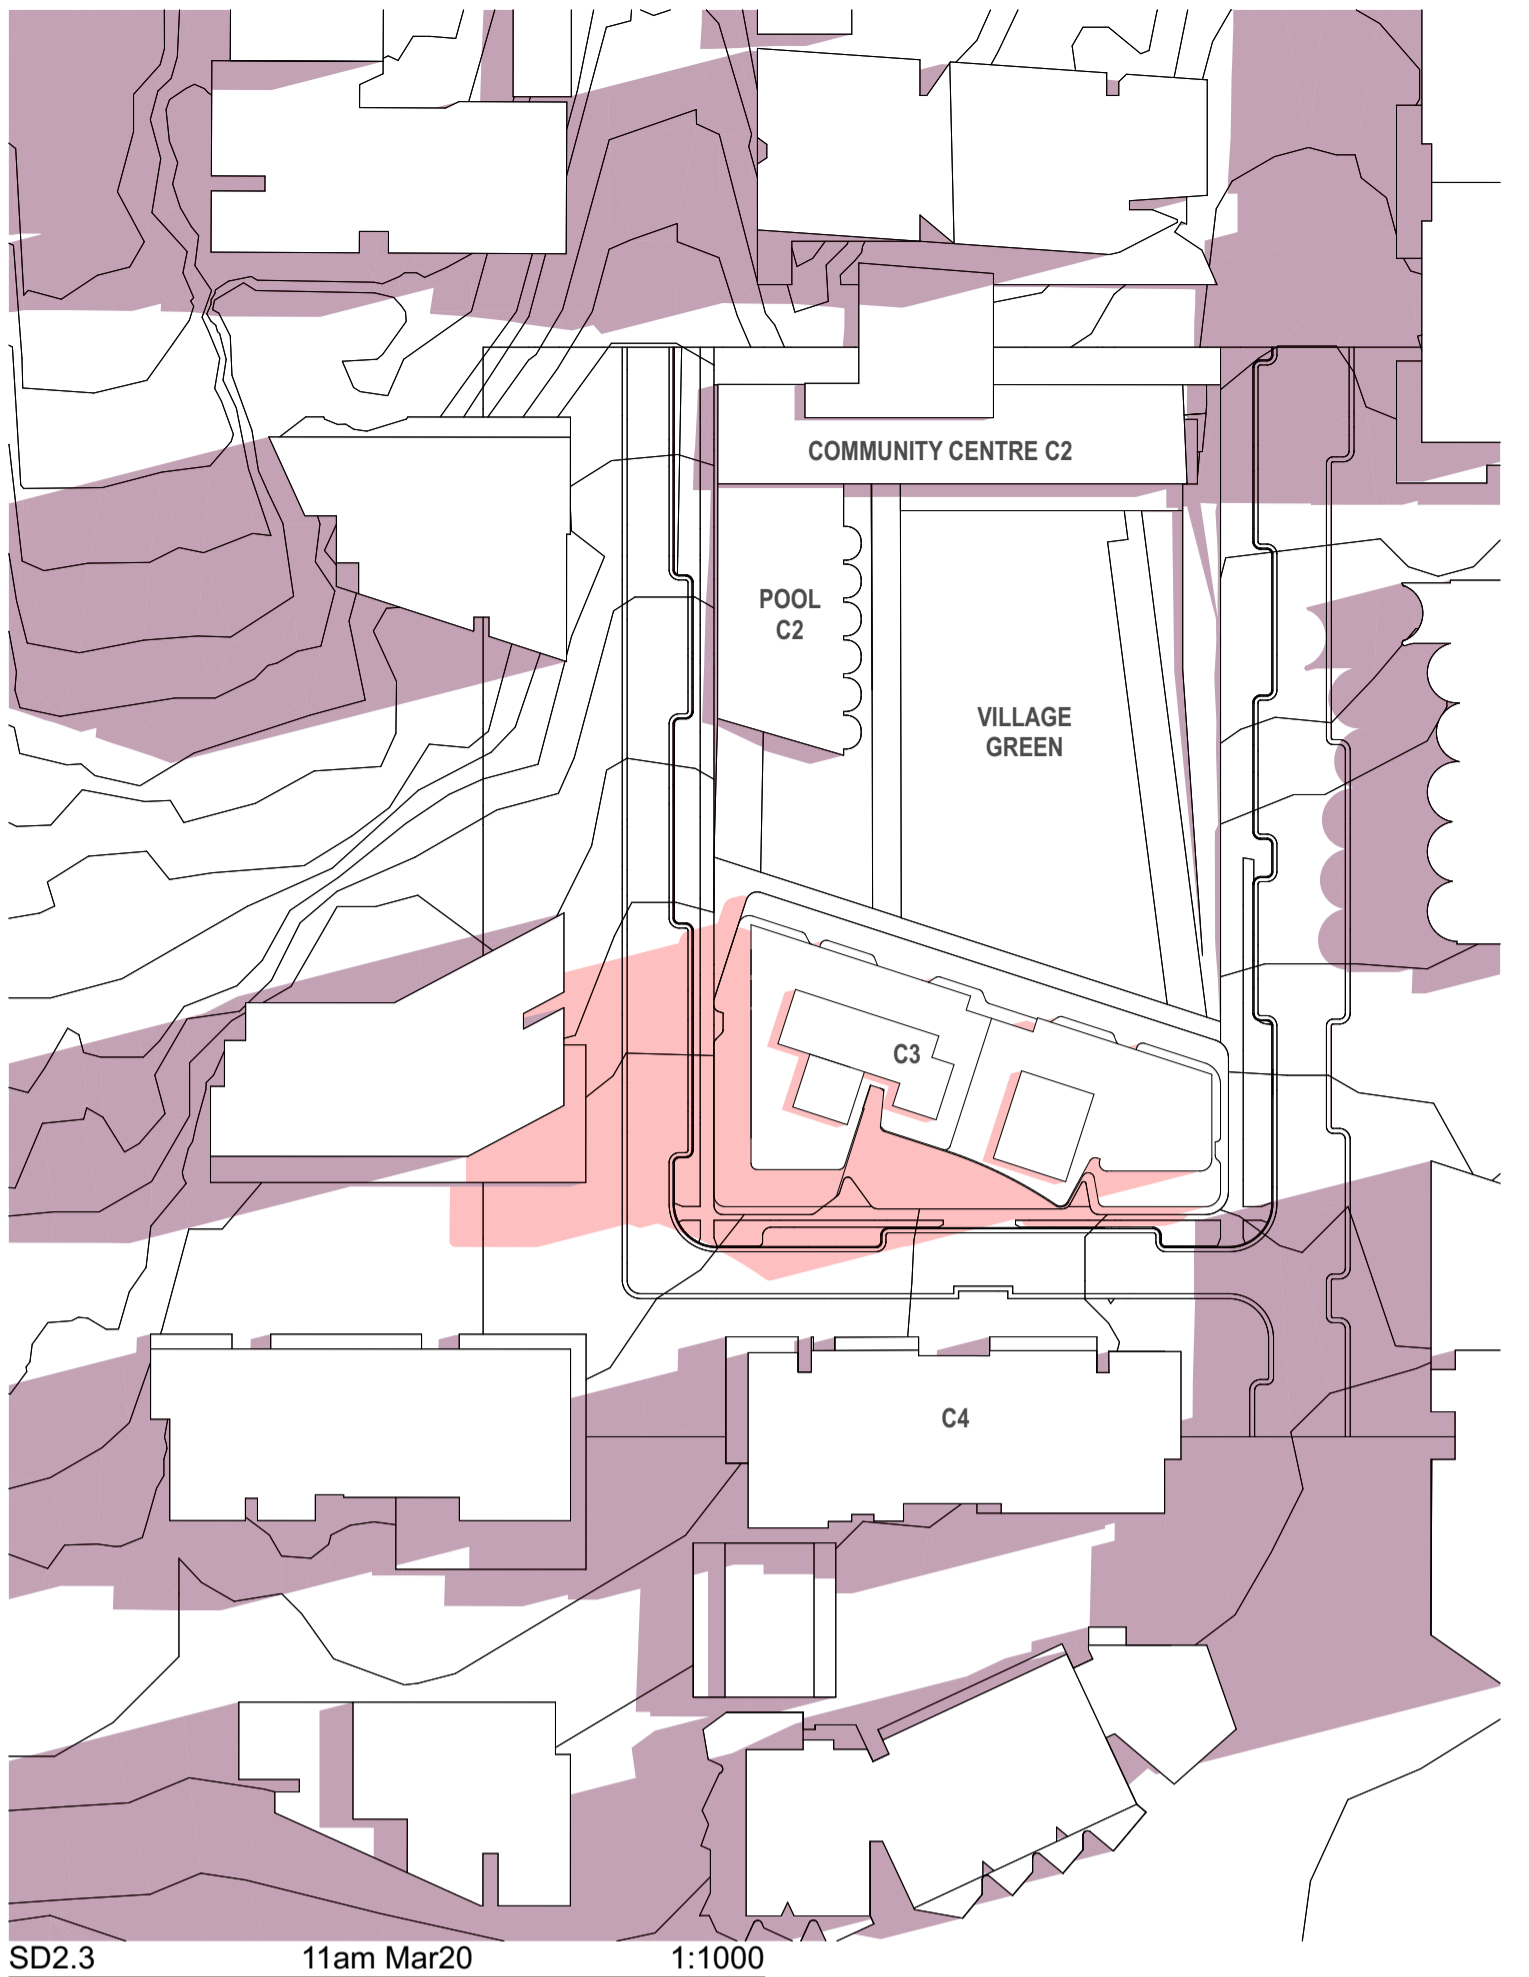 COMMUNITY CENTRE C2
POOL
C2
VILLAGE
GREEN
C3
C4
SD2.3 11am Mar20 1:1000